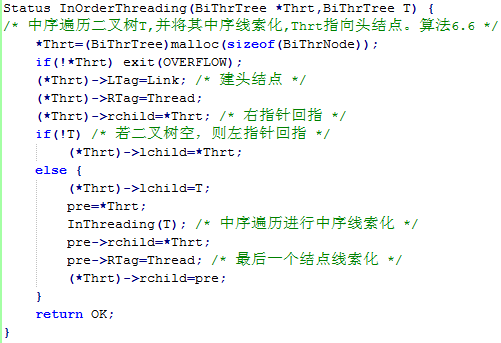 Status InOrderThreading(BiThrTree *Thrt,BiThrTree T) {
/* 中序遍历二叉树T,并将其中序线索化,Thrt指向头结点。算法6.6 */
*Thrt=(BiThrTree)malloc(sizeof(BiThrNode));
if(!*Thrt) exit(OVERFLOW);
(*Thrt)->LTag=Link; /* 建头结点 */
(*Thrt)->RTag=Thread;
(*Thrt)->rchild=*Thrt; /* 右指针回指 */
if(!T) /* 若二叉树空，则左指针回指 */
(*Thrt)->lchild=*Thrt;
else {
(*Thrt)->lchild=T;
pre=*Thrt;
InThreading(T); /* 中序遍历进行中序线索化 */
pre->rchild=*Thrt;
pre->RTag=Thread; /* 最后一个结点线索化 */
(*Thrt)->rchild=pre;
}
return OK;
}